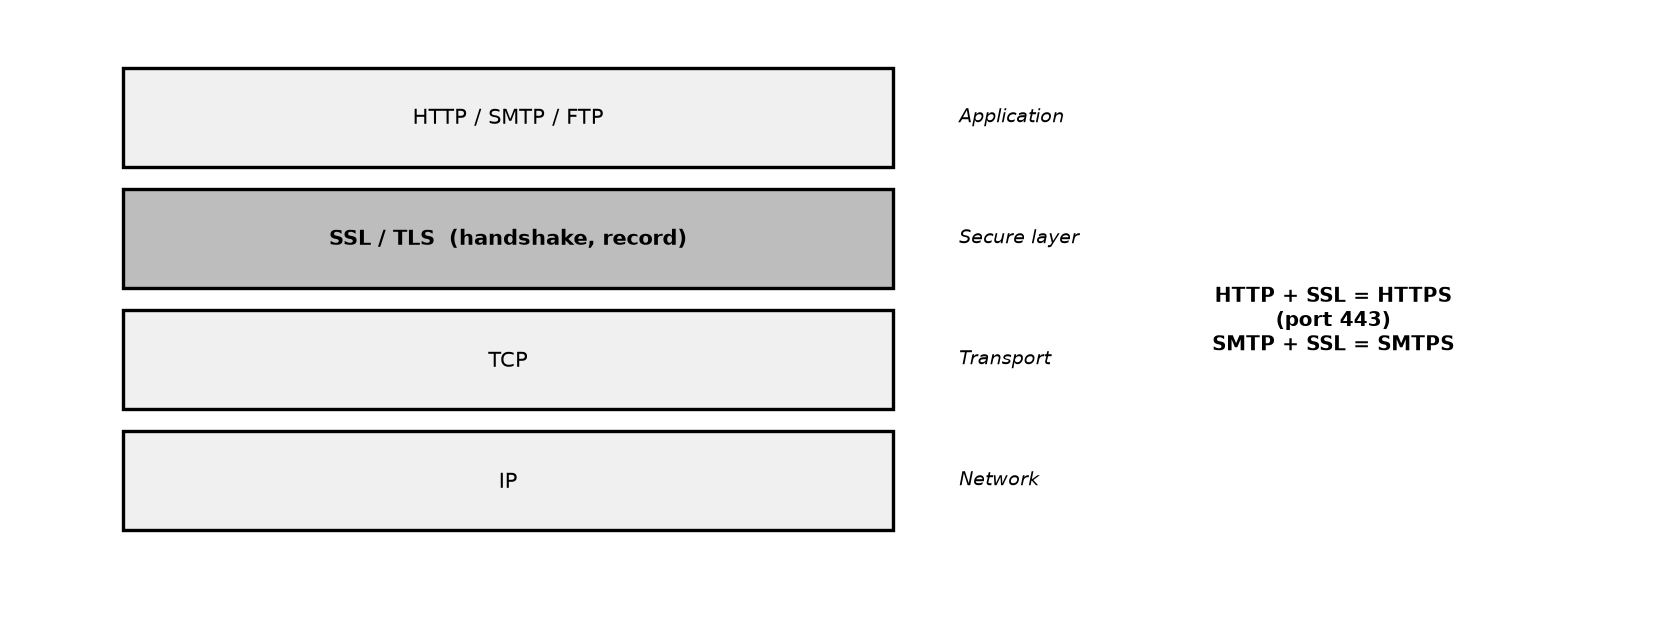 HTTP / SMTP / FTP
Application
SSL / TLS  (handshake, record)
Secure layer
TCP
Transport
IP
Network
HTTP + SSL = HTTPS
(port 443)
SMTP + SSL = SMTPS